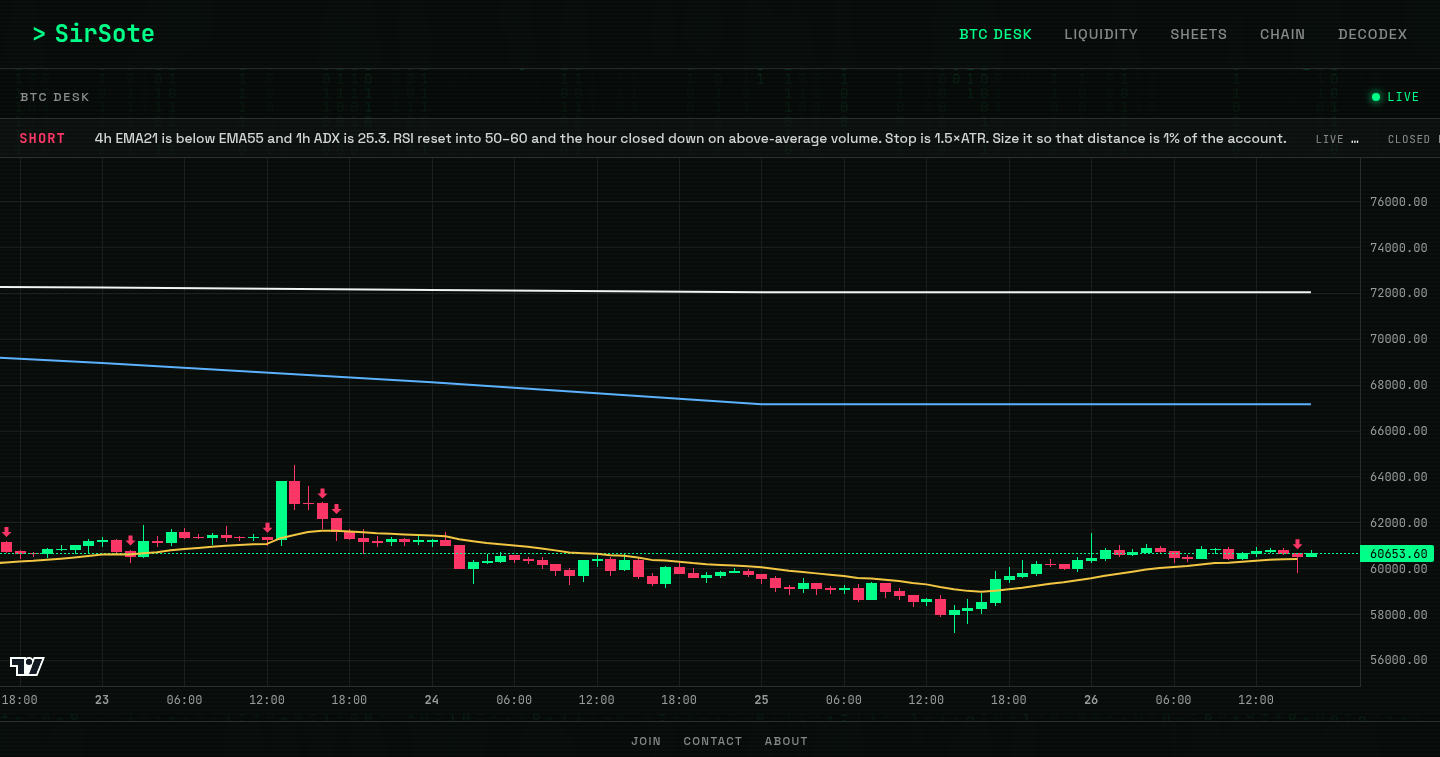 > SirSote
BTC DESK LIQUIDITY SHEETS CHAIN DECODEX
BTC DESK
LIVE
SHORT 4h EMA21 is below EMA55 and 1h ADX is 25.3. RSI reset into 50–60 and the hour closed down on above-average volume. Stop is 1.5×ATR. Size it so that distance is 1% of the account. LIVE … CLOSED
76000.00
74000.00
72000.00
70000.00
68000.00
66000.00
64000.00
62000.00
60653.60
60000.00
58000.00
56000.00
18:00 23 06:00 12:00 18:00 24 06:00 12:00 18:00 25 06:00 12:00 18:00 26 06:00 12:00
JOIN CONTACT ABOUT